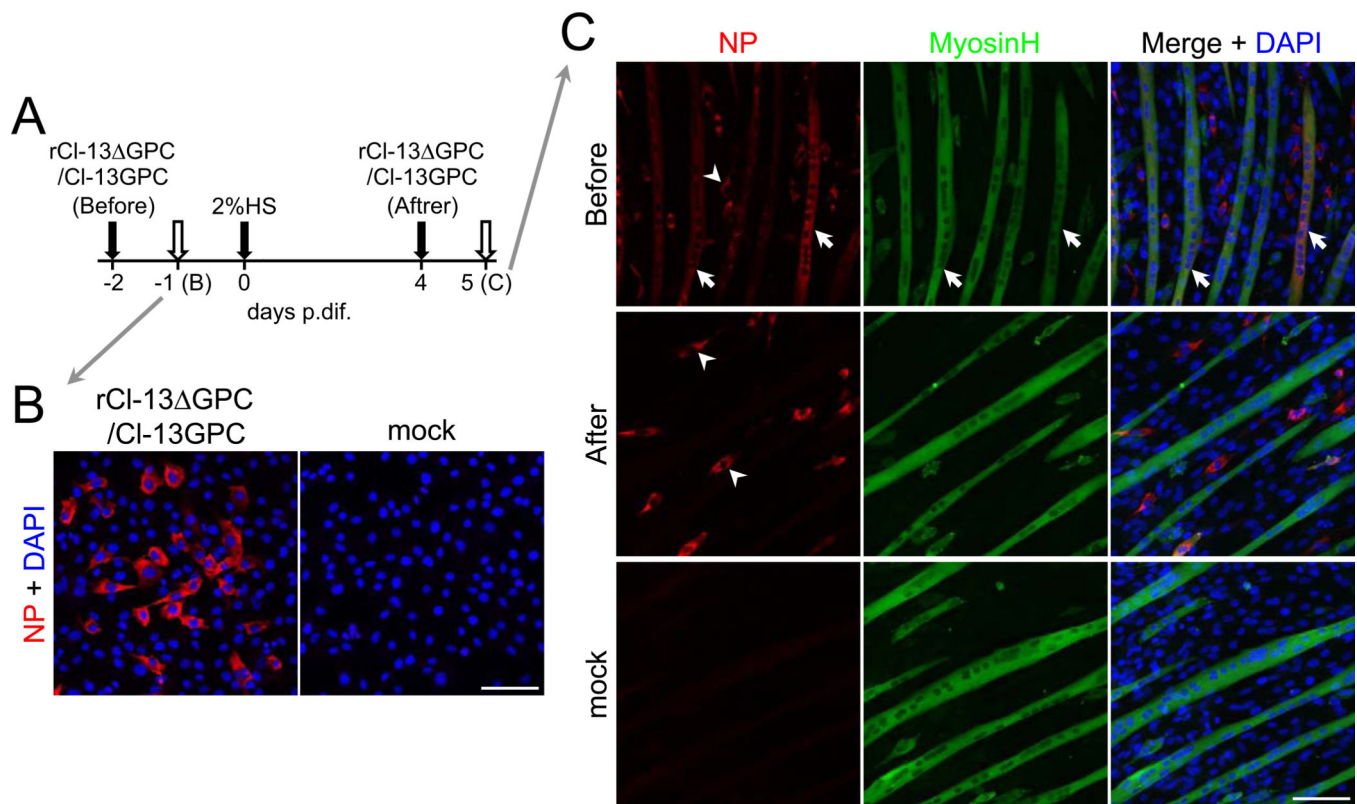 A
rCl-13ΔGPC
/Cl-13GPC
(Before)
2%HS
rCl-13ΔGPC
/Cl-13GPC
(Aftrer)
-2
-1 (B)
0
4
5 (C)
days p.dif.
B
rCl-13ΔGPC
/Cl-13GPC
mock
NP + DAPI
C
NP
MyosinH
Merge + DAPI
Before
After
mock